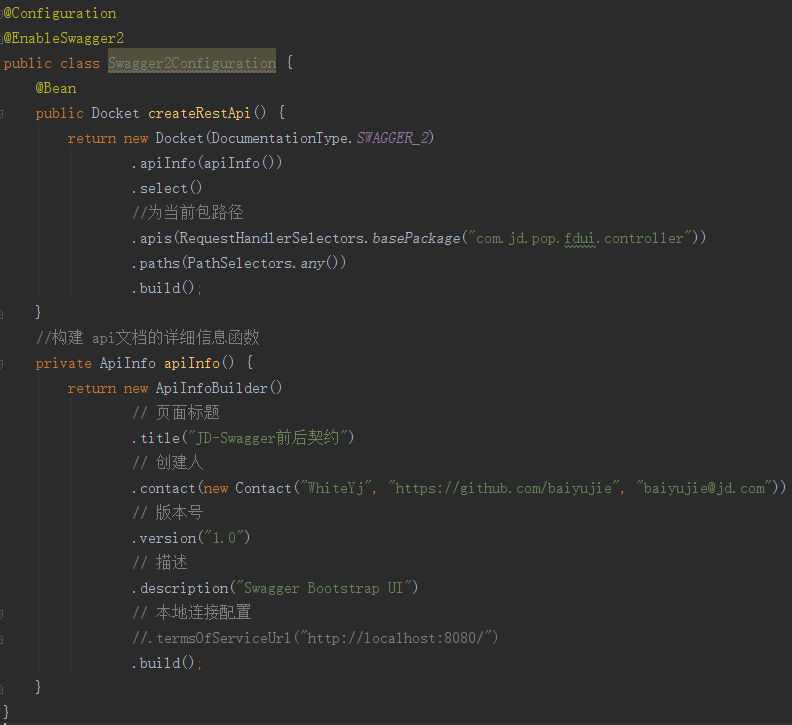 @Configuration
@EnableSwagger2
public class Swagger2Configuration {
    @Bean
    public Docket createRestApi() {
        return new Docket(DocumentationType.SWAGGER_2)
                .apiInfo(apiInfo())
                .select()
                //为当前包路径
                .apis(RequestHandlerSelectors.basePackage("com.jd.pop.fdui.controller"))
                .paths(PathSelectors.any())
                .build();
    }
    //构建 api文档的详细信息函数
    private ApiInfo apiInfo() {
        return new ApiInfoBuilder()
                // 页面标题
                .title("JD-Swagger前后契约")
                // 创建人
                .contact(new Contact("WhiteYj", "https://github.com/baiyujie", "baiyujie@jd.com"))
                // 版本号
                .version("1.0")
                // 描述
                .description("Swagger Bootstrap UI")
                // 本地连接配置
                //.termsOfServiceUrl("http://localhost:8080/")
                .build();
    }
}